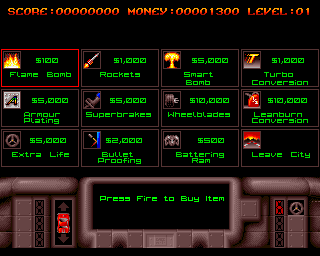 SCORE:00000000 MONEY:00001300 LEVEL:01
$100 $1,000 $5,000 $1,000
Flame Bomb Rockets Smart Bomb Turbo Conversion
$5,000 $5,000 $10,000 $10,000
Armour Plating Superbrakes Wheelblades Leanburn Conversion
$5,000 $2,000 $500
Extra Life Bullet Proofing Battering Ram Leave City
Press Fire to Buy Item